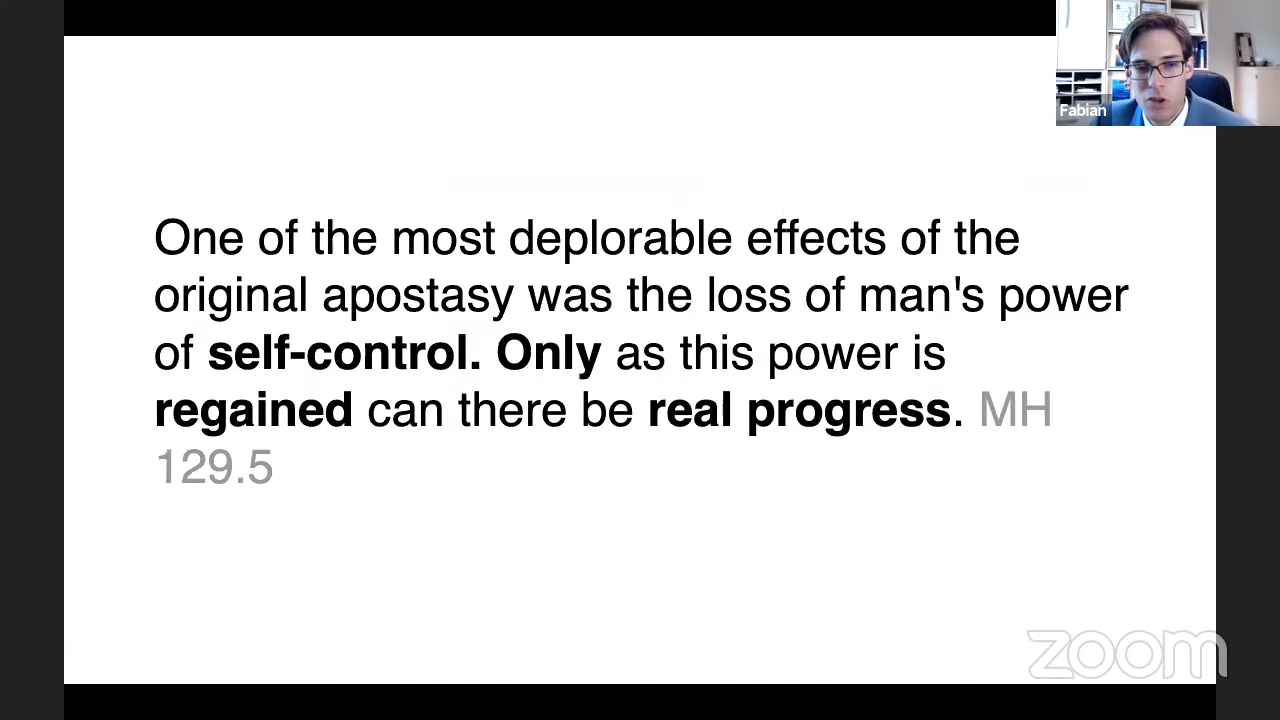 Fabian
One of the most deplorable effects of the
original apostasy was the loss of man's power
of self-control. Only as this power is
regained can there be real progress. MH
129.5
zoom